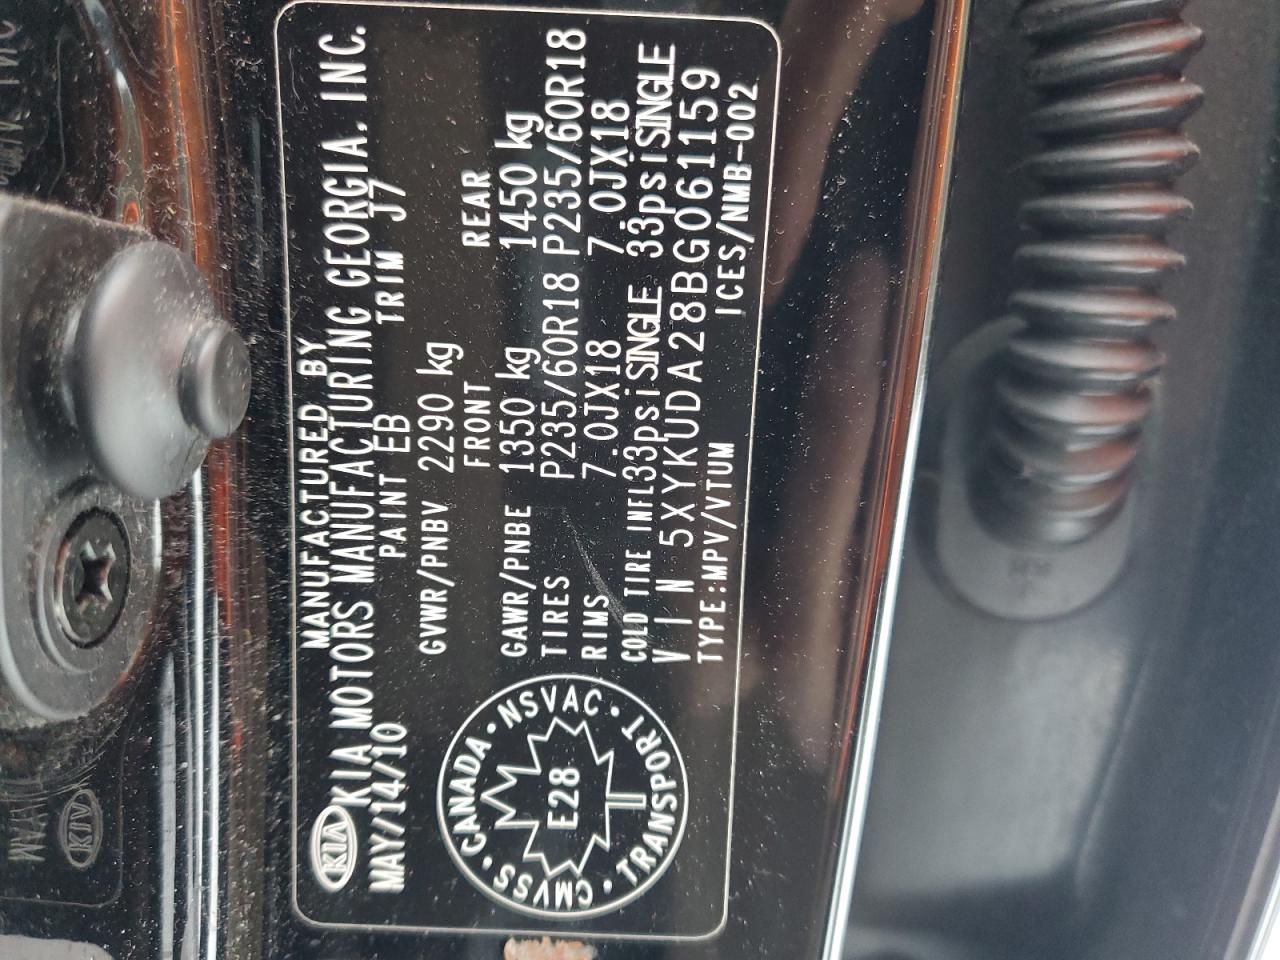 MANUFACTURED BY
KIA KIA MOTORS MANUFACTURING GEORGIA. INC.
MAY/14/10 PAINT EB TRIM J7
GVWR/PNBV 2290 kg
FRONT REAR
GAWR/PNBE 1350 kg 1450 kg
TIRES P235/60R18 P235/60R18
RIMS 7.0JX18 7.0JX18
COLD TIRE INFL33psiSINGLE 33psiSINGLE
V I N 5XYKUDA28BG061159
TYPE:MPV/VTUM ICES/NMB-002
CMVSS • CANADA • NSVAC • TRANSPORT •
E28